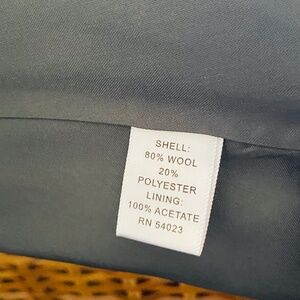 SHELL:
80% WOOL
20%
POLYESTER
LINING:
100% ACETATE
RN 54023